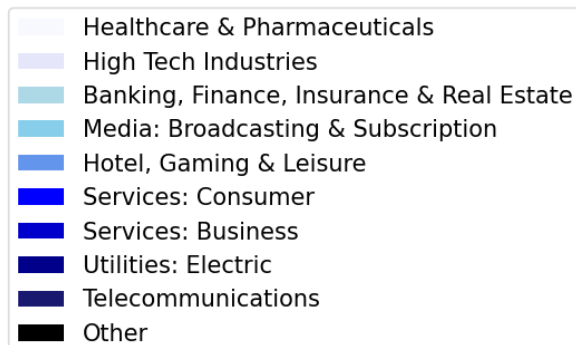 Healthcare & Pharmaceuticals
High Tech Industries
Banking, Finance, Insurance & Real Estate
Media: Broadcasting & Subscription
Hotel, Gaming & Leisure
Services: Consumer
Services: Business
Utilities: Electric
Telecommunications
Other